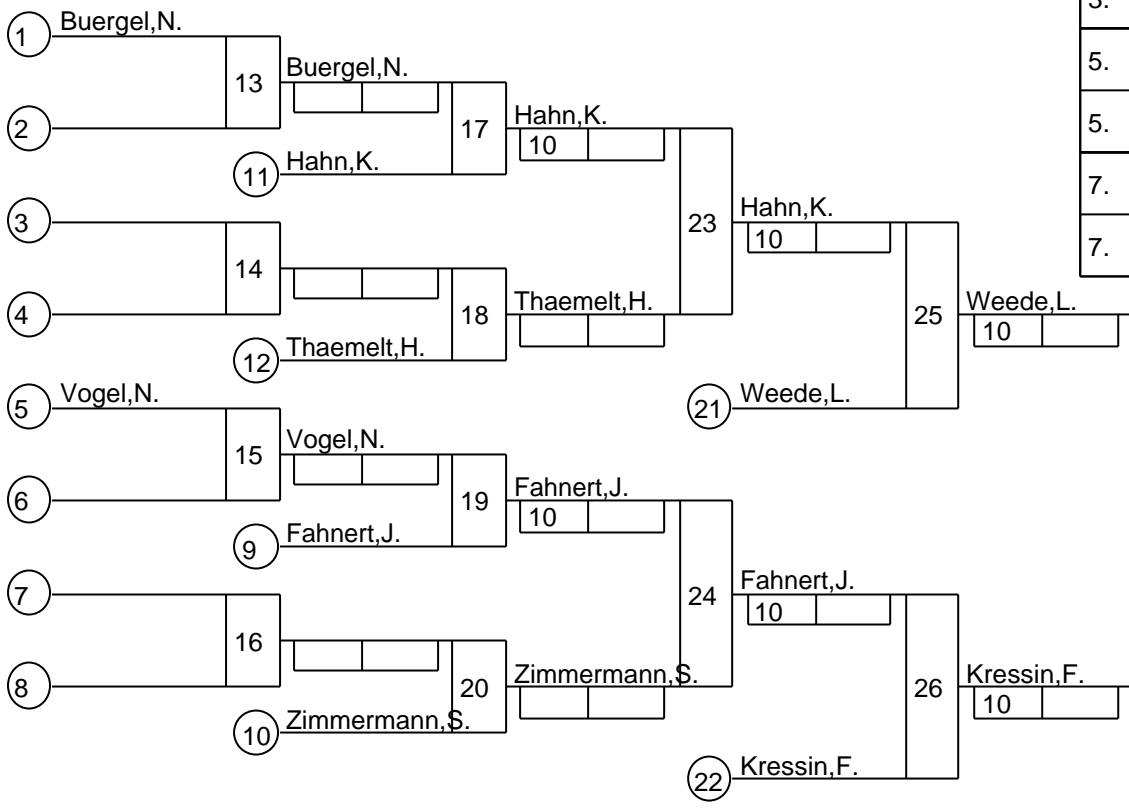 3.
1 Buergel,N.
13 Buergel,N.
5.
2
17 Hahn,K.
10
5.
11 Hahn,K.
7.
3
23 Hahn,K.
10
7.
14
4
18 Thaemelt,H.
25 Weede,L.
10
12 Thaemelt,H.
5 Vogel,N.
21 Weede,L.
15 Vogel,N.
6
19 Fahnert,J.
10
9 Fahnert,J.
7
24 Fahnert,J.
10
16
8
20 Zimmermann,S.
26 Kressin,F.
10
10 Zimmermann,S.
22 Kressin,F.